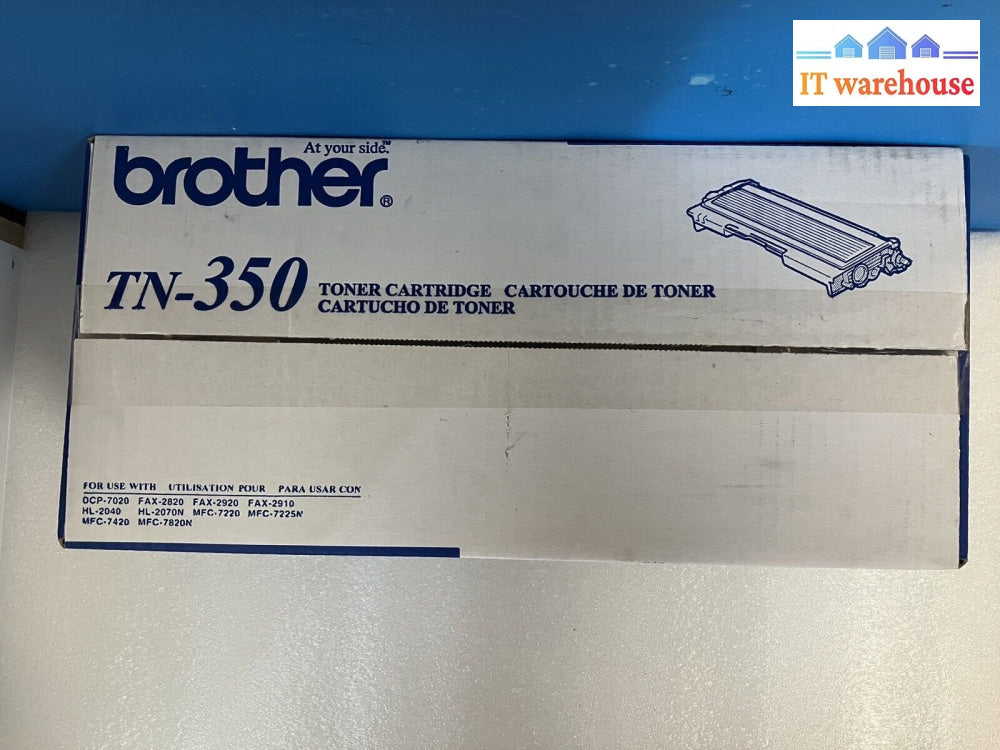 IT warehouse
At your side.™
brother®
TN-350 TONER CARTRIDGE CARTOUCHE DE TONER
CARTUCHO DE TONER
FOR USE WITH UTILISATION POUR PARA USAR CON
DCP-7020 FAX-2820 FAX-2920 FAX-2910
HL-2040 HL-2070N MFC-7220 MFC-7225N
MFC-7420 MFC-7820N